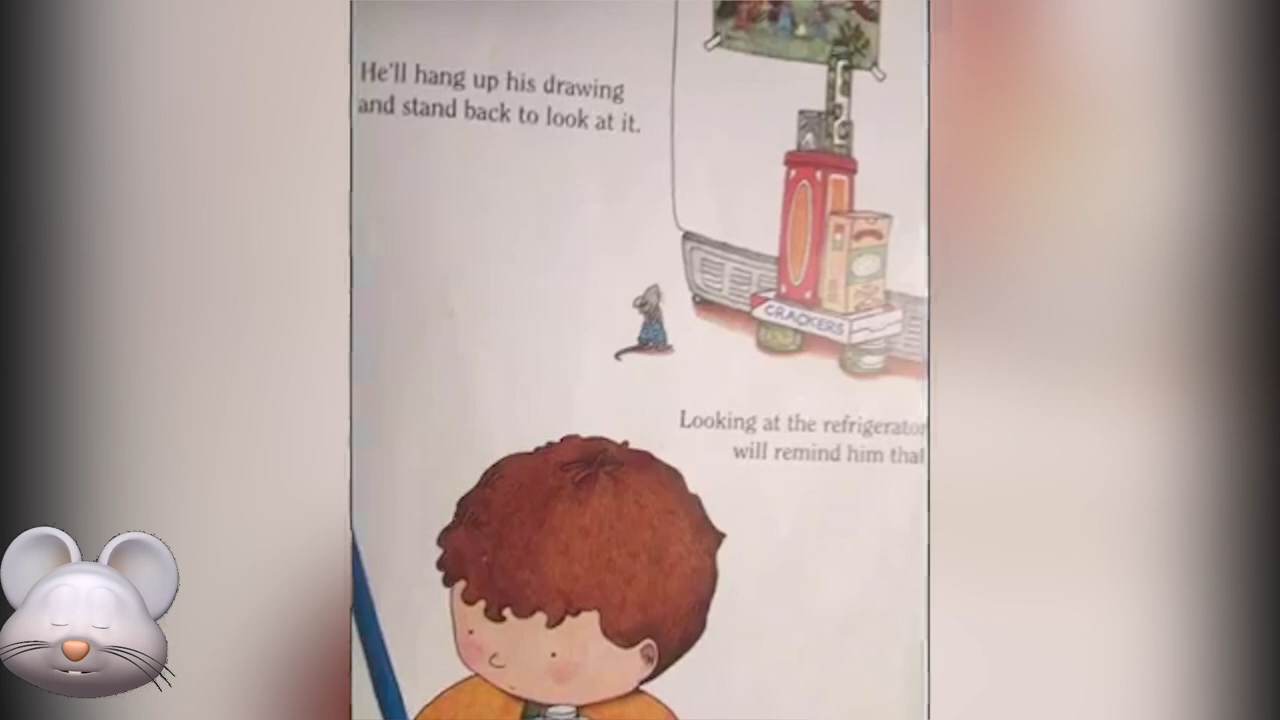 He'll hang up his drawing
and stand back to look at it.
CRACKERS
Looking at the refrigerator
will remind him that